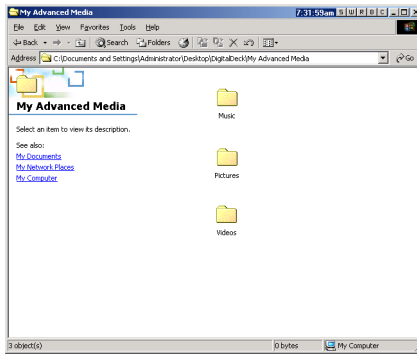 My Advanced Media 7:31:59am S W R D C
File Edit View Favorites Tools Help
Back Search Folders
Address C:\Documents and Settings\Administrator\Desktop\DigitalDeck\My Advanced Media Go
My Advanced Media
Select an item to view its description.
See also:
My Documents
My Network Places
My Computer
Music
Pictures
Videos
3 object(s) 0 bytes My Computer